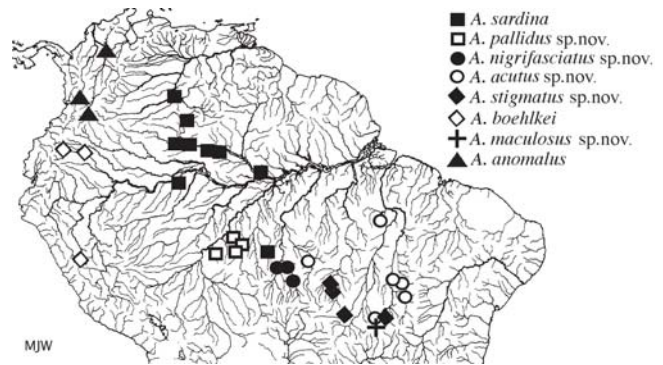 A. sardina
A. pallidus sp.nov.
A. nigrifasciatus sp.nov.
A. acutus sp.nov.
A. stigmatus sp.nov.
A. boehlkei
A. maculosus sp.nov.
A. anomalus
MJW